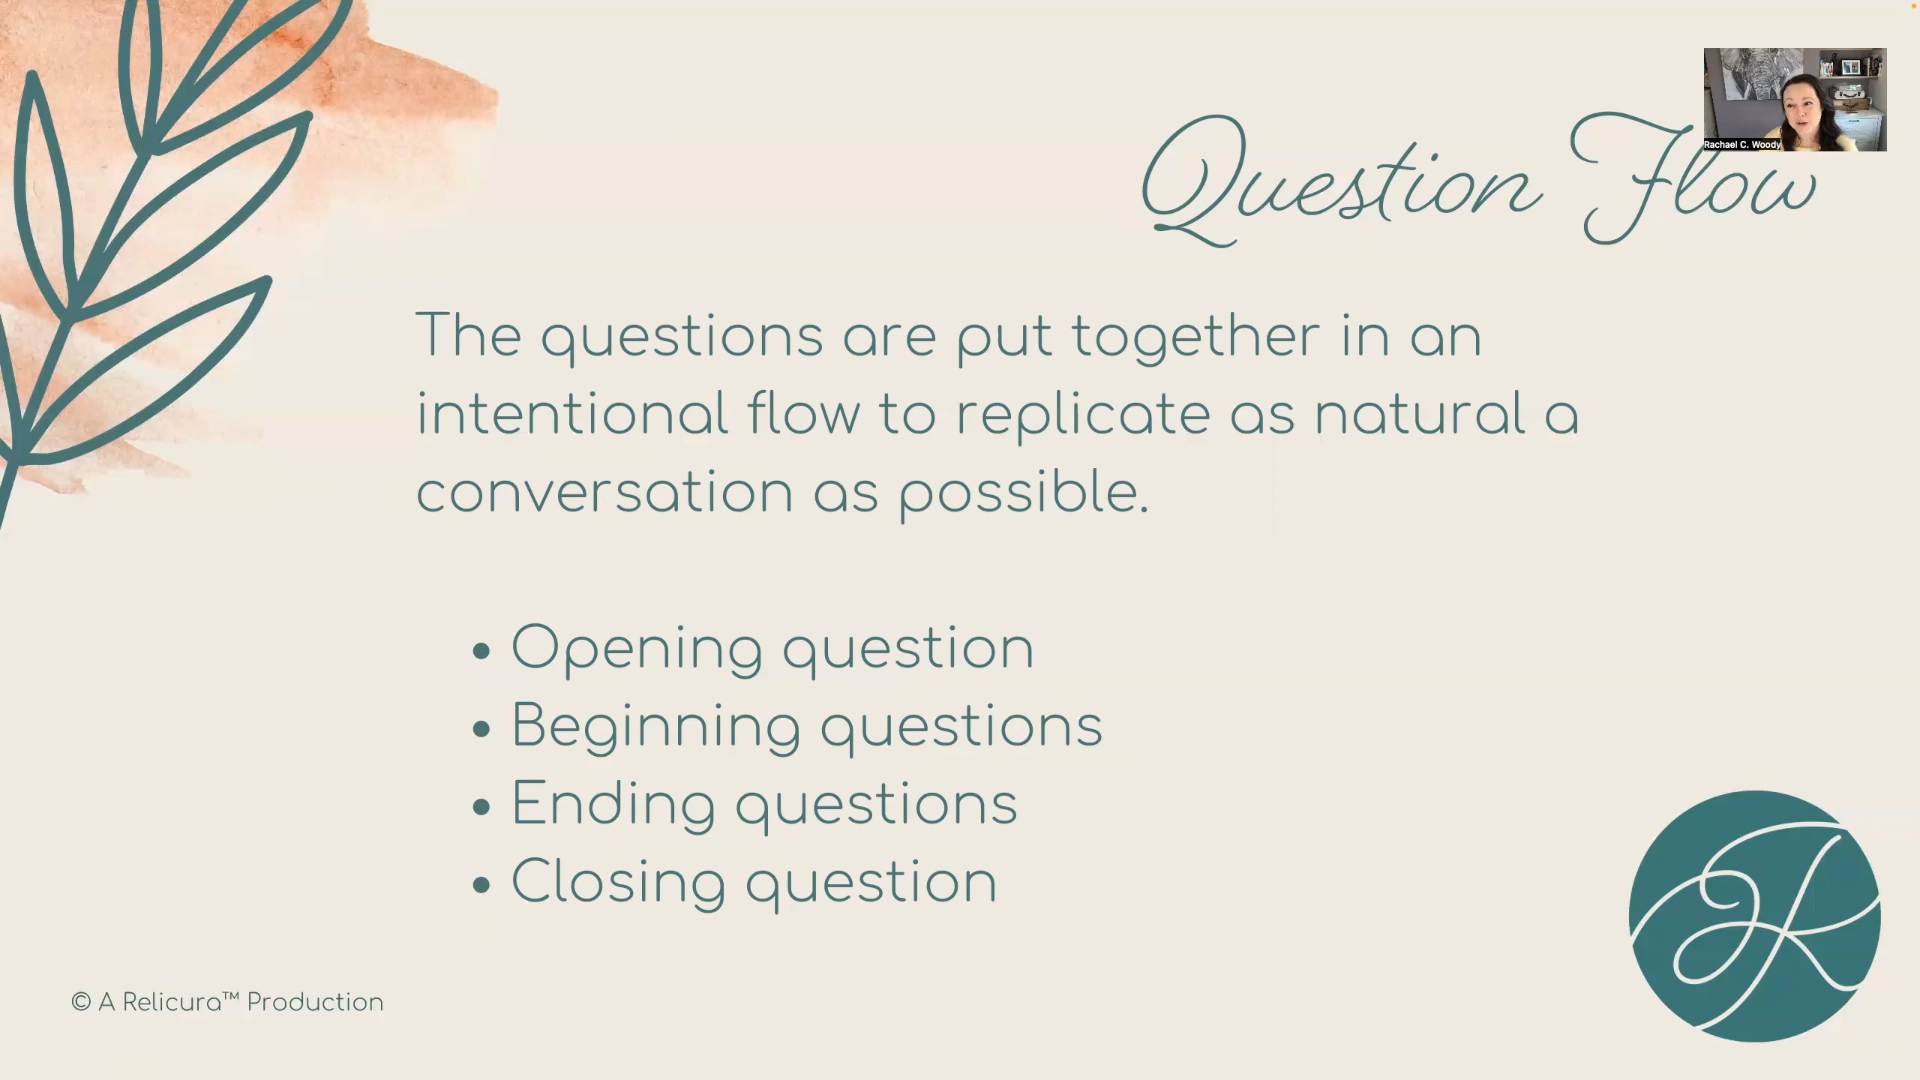 Rachael C. Woody
Question Flow
The questions are put together in an
intentional flow to replicate as natural a
conversation as possible.
• Opening question
• Beginning questions
• Ending questions
• Closing question
© A Relicura™ Production
R